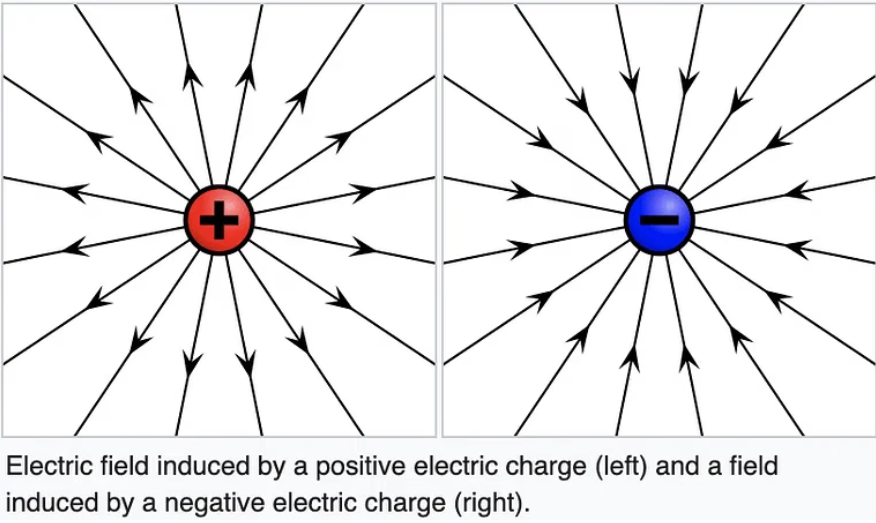 +
−
Electric field induced by a positive electric charge (left) and a field
induced by a negative electric charge (right).